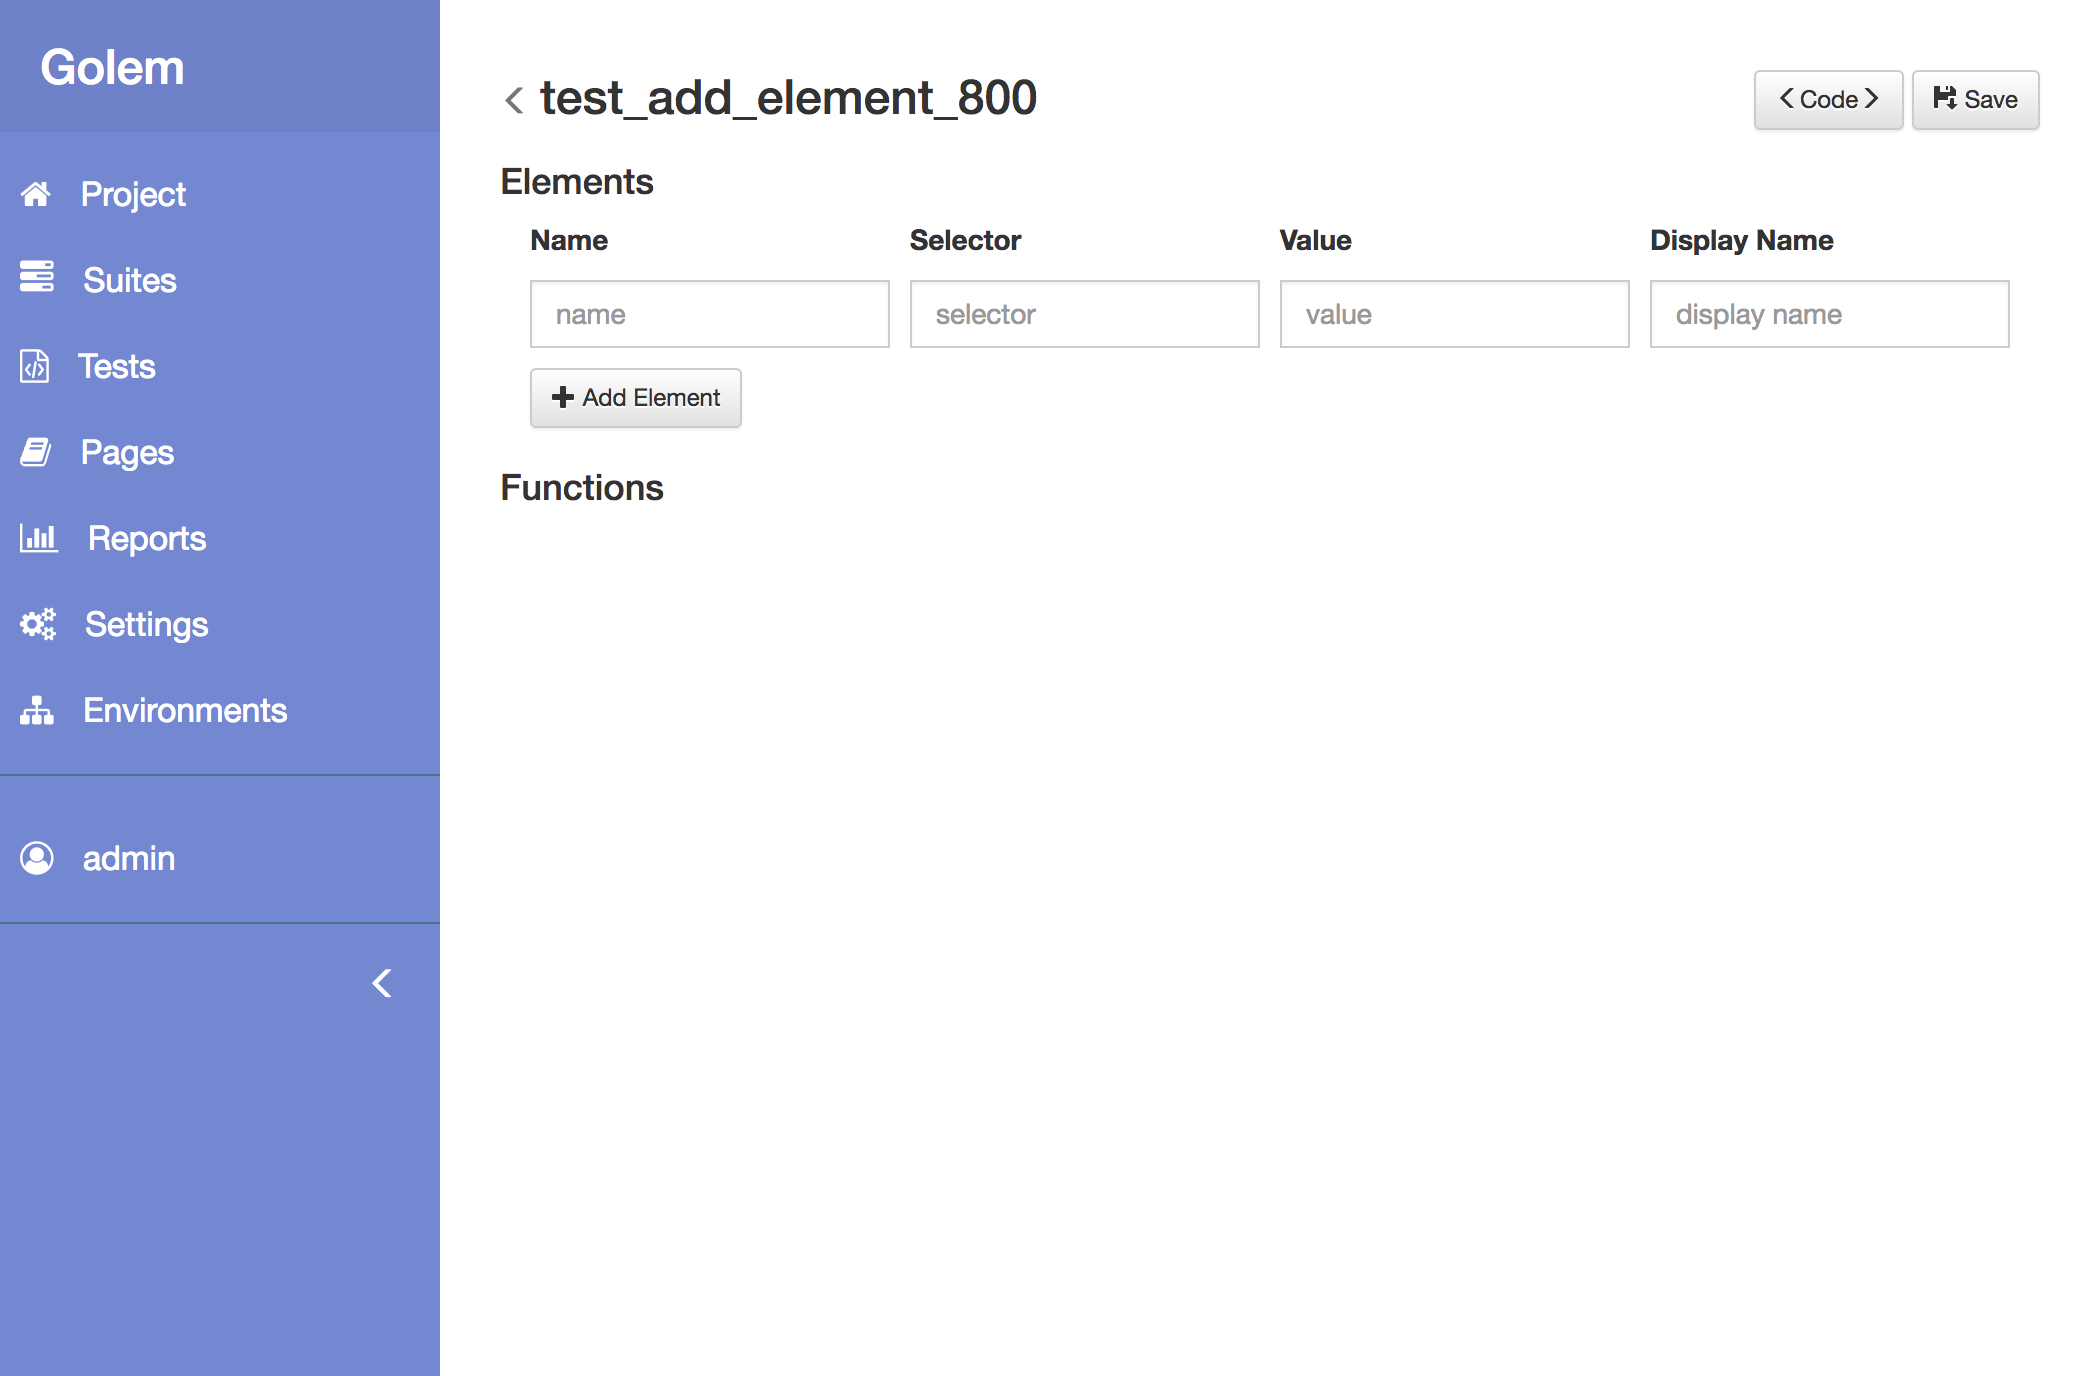 Golem
Project
Suites
Tests
Pages
Reports
Settings
Environments
admin
test_add_element_800
Code
Save
Elements
Name Selector Value Display Name
name selector value display name
Add Element
Functions